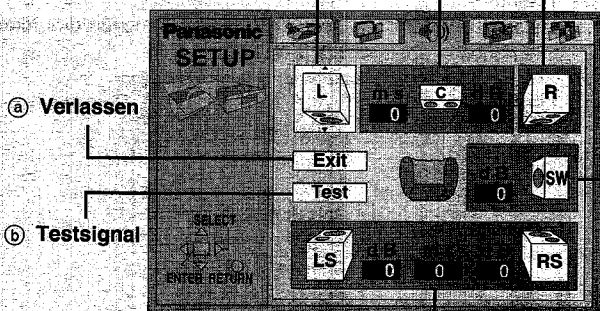 Panasonic
SETUP
L
ms
C
dB
R
0
0
ⓐ Verlassen
Exit
dB
SW
0
Test
ⓑ Testsignal
SELECT
LS
dB
RS
0
0
0
ENTER RETURN